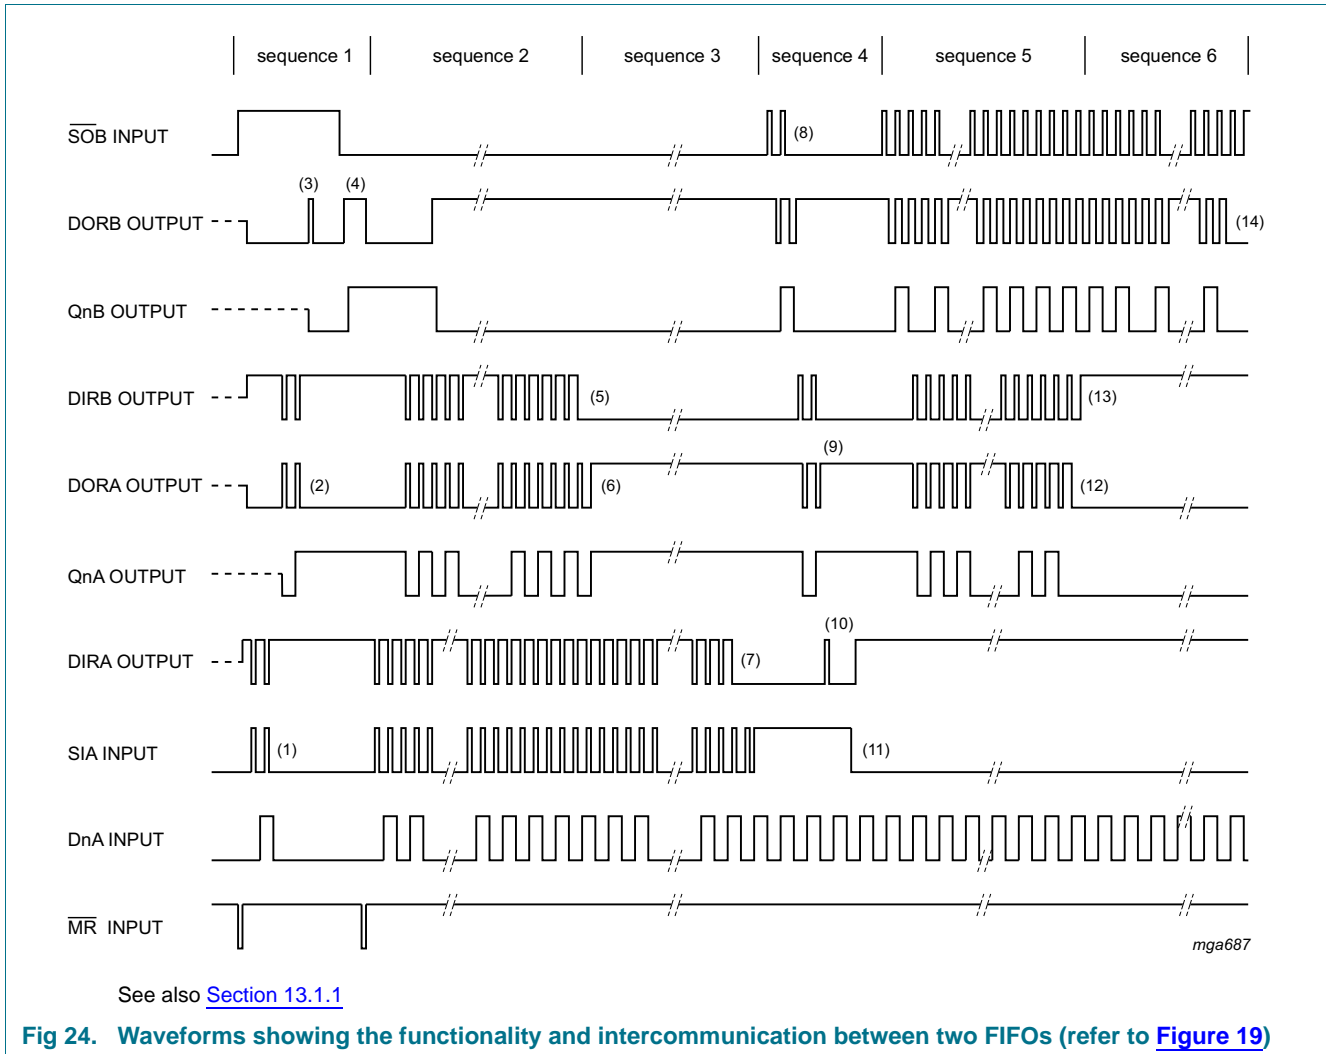 sequence 1 sequence 2 sequence 3 sequence 4 sequence 5 sequence 6
SOB INPUT (8)
(3) (4)
DORB OUTPUT (14)
QnB OUTPUT
DIRB OUTPUT (5) (13)
(9)
DORA OUTPUT (2) (6) (12)
QnA OUTPUT
(10)
DIRA OUTPUT (7)
SIA INPUT (1) (11)
DnA INPUT
MR INPUT
mga687
See also Section 13.1.1
Fig 24. Waveforms showing the functionality and intercommunication between two FIFOs (refer to Figure 19)